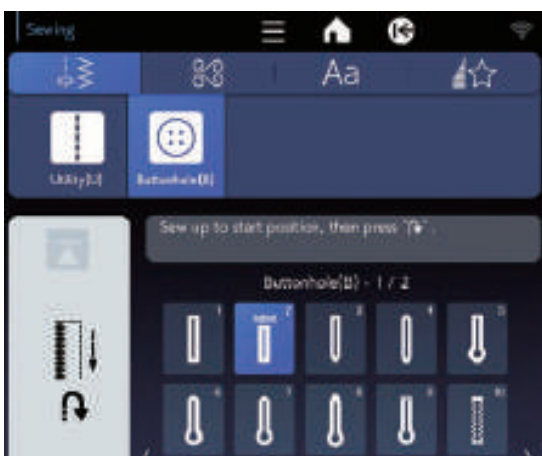 Sewing
Aa
Utility(U) Buttonhole(B)
Sew up to start position, then press " ".
Buttonhole(B) - 1 / 2
1 2 3 4 5
6 7 8 9 10